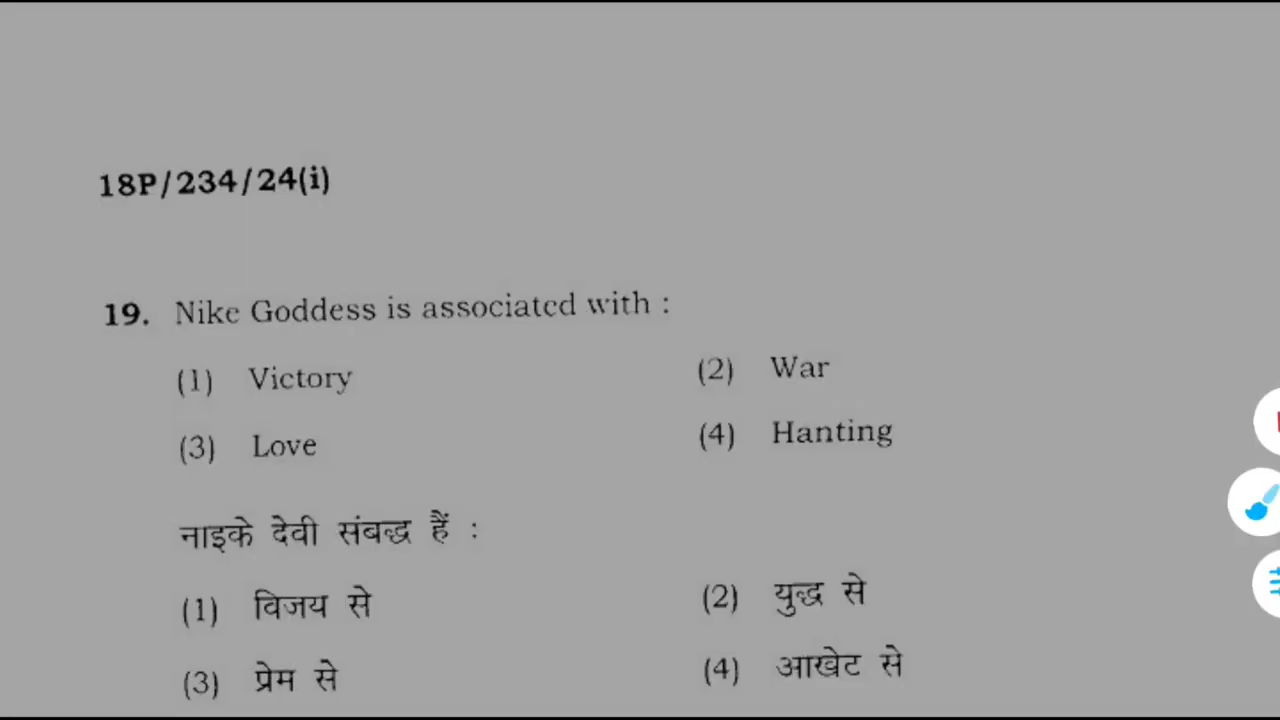 18P/234/24(i)
19. Nike Goddess is associated with :
(1) Victory (2) War
(3) Love (4) Hanting
नाइके देवी संबद्ध हैं :
(1) विजय से (2) युद्ध से
(3) प्रेम से (4) आखेट से